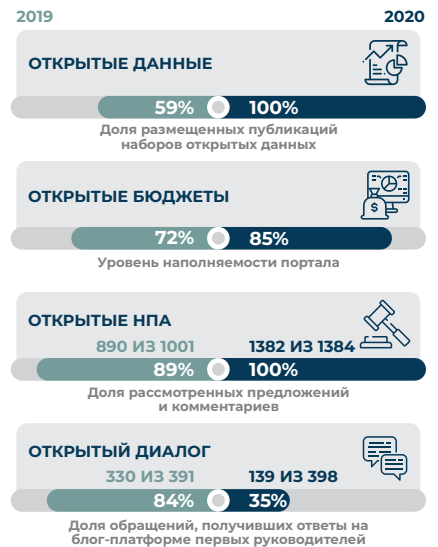 2019 2020
ОТКРЫТЫЕ ДАННЫЕ
59% 100%
Доля размещенных публикаций
наборов открытых данных
ОТКРЫТЫЕ БЮДЖЕТЫ
$
72% 85%
Уровень наполняемости портала
ОТКРЫТЫЕ НПА
890 ИЗ 1001 1382 ИЗ 1384
89% 100%
Доля рассмотренных предложений
и комментариев
ОТКРЫТЫЙ ДИАЛОГ
330 ИЗ 391 139 ИЗ 398
84% 35%
Доля обращений, получивших ответы на
блог-платформе первых руководителей